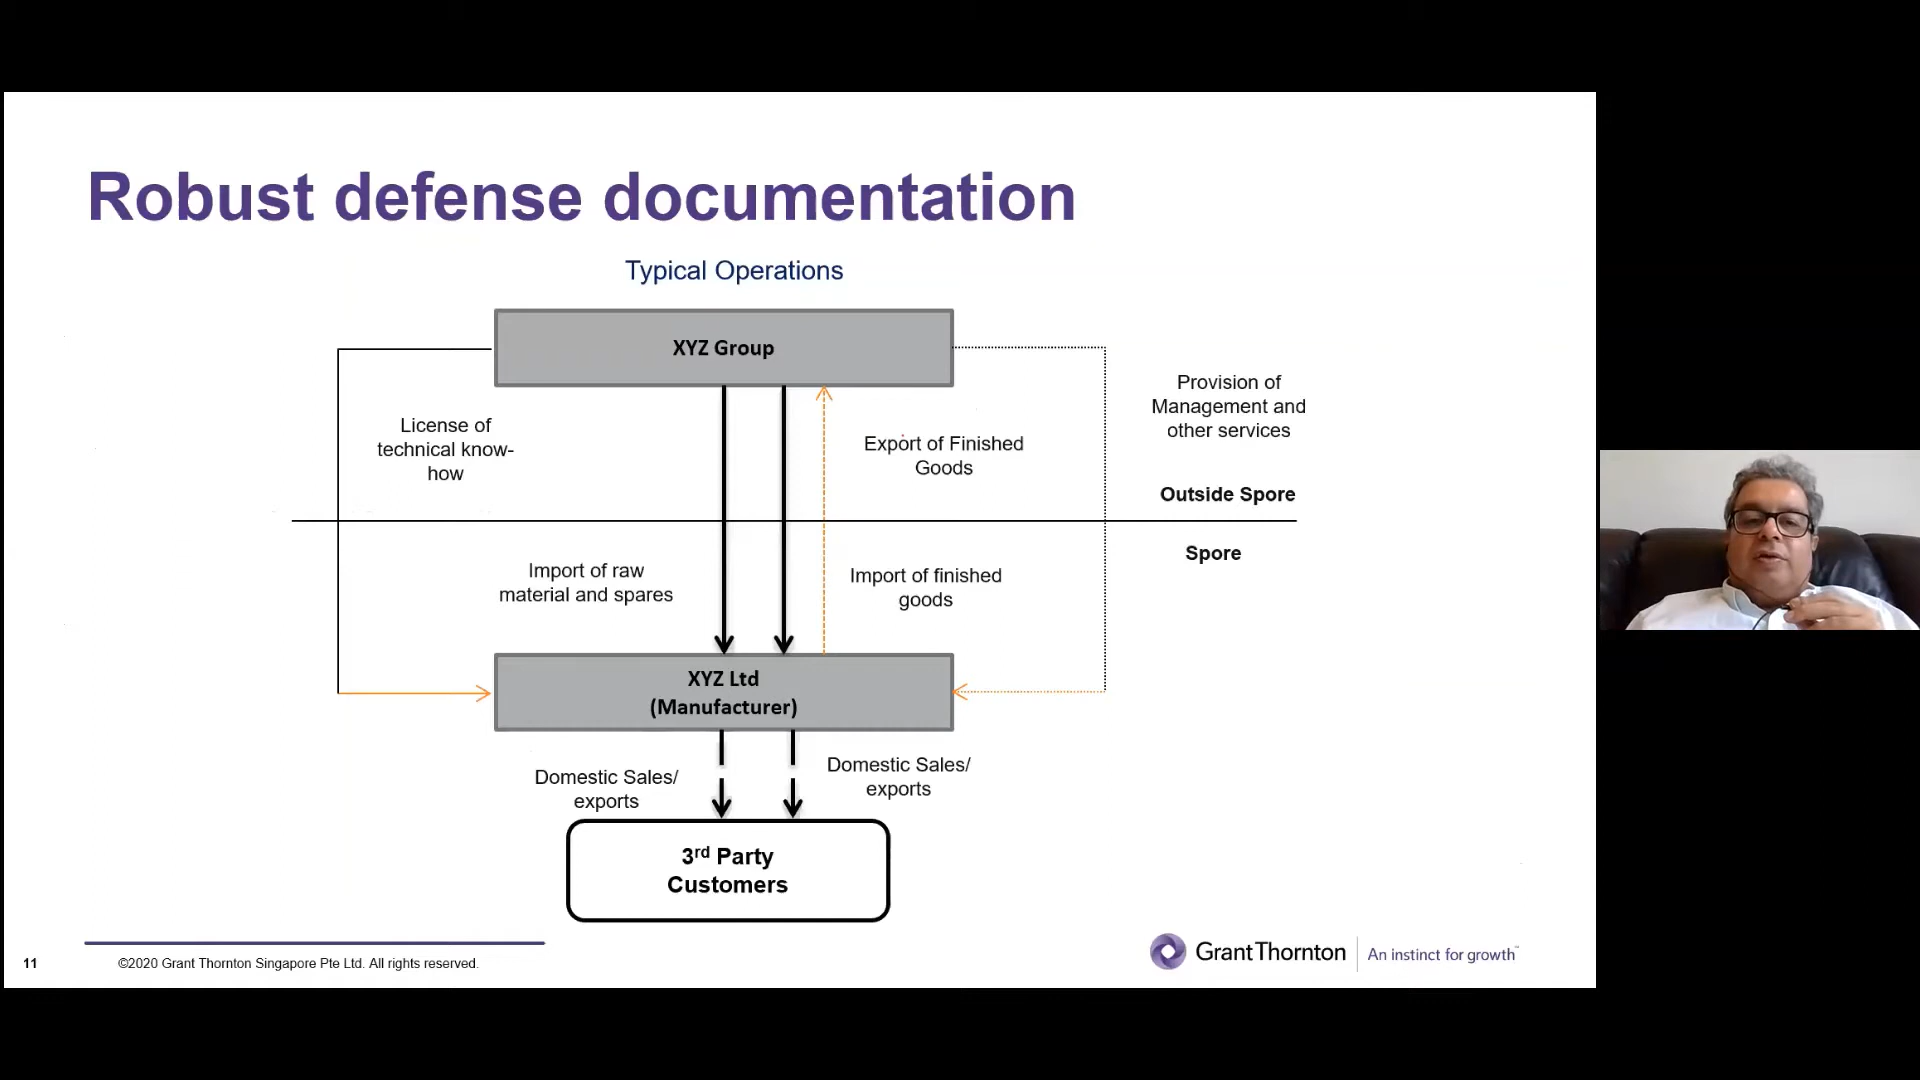 Robust defense documentation
Typical Operations
XYZ Group
License of
technical know-
how
Export of Finished
Goods
Provision of
Management and
other services
Outside Spore
Spore
Import of raw
material and spares
Import of finished
goods
XYZ Ltd
(Manufacturer)
Domestic Sales/
exports
Domestic Sales/
exports
3rd Party
Customers
11
©2020 Grant Thornton Singapore Pte Ltd. All rights reserved.
GrantThornton
An instinct for growth™